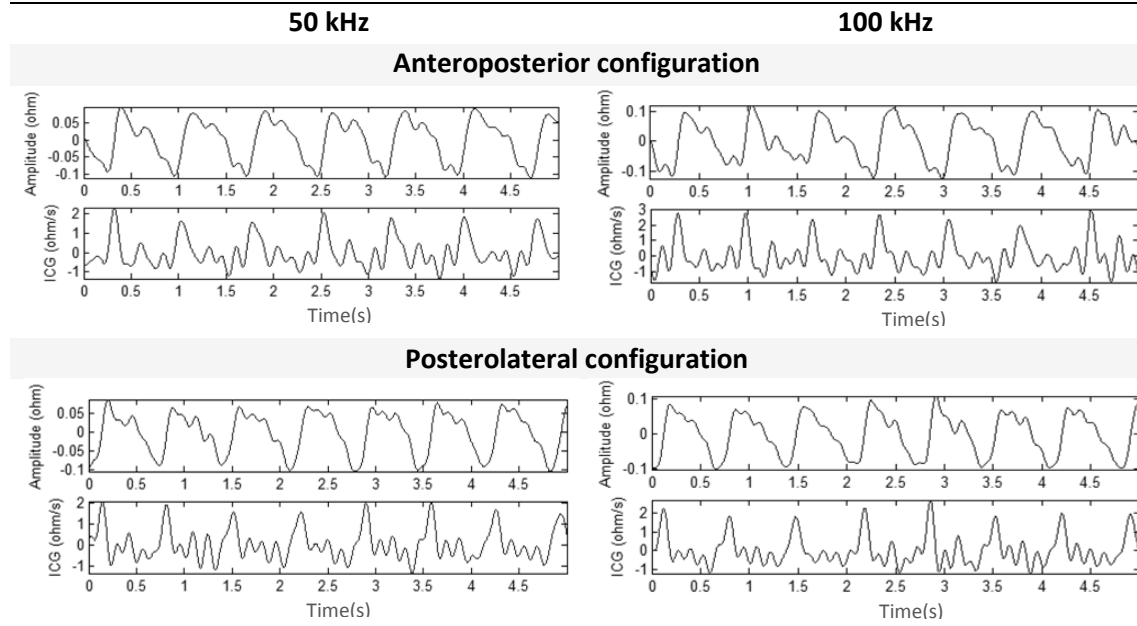 50 kHz 100 kHz
Anteroposterior configuration
Amplitude (ohm)
0.05
0
-0.05
-0.1
0 0.5 1 1.5 2 2.5 3 3.5 4 4.5
ICG (ohm/s)
2
1
0
-1
0 0.5 1 1.5 2 2.5 3 3.5 4 4.5
Time(s)
Amplitude (ohm)
0.1
0
-0.1
0 0.5 1 1.5 2 2.5 3 3.5 4 4.5
ICG (ohm/s)
3
2
1
0
-1
0 0.5 1 1.5 2 2.5 3 3.5 4 4.5
Time(s)
Posterolateral configuration
Amplitude (ohm)
0.05
0
-0.05
-0.1
0 0.5 1 1.5 2 2.5 3 3.5 4 4.5
ICG (ohm/s)
2
1
0
-1
0 0.5 1 1.5 2 2.5 3 3.5 4 4.5
Time(s)
Amplitude (ohm)
0.1
0
-0.1
0 0.5 1 1.5 2 2.5 3 3.5 4 4.5
ICG (ohm/s)
2
1
0
-1
0 0.5 1 1.5 2 2.5 3 3.5 4 4.5
Time(s)